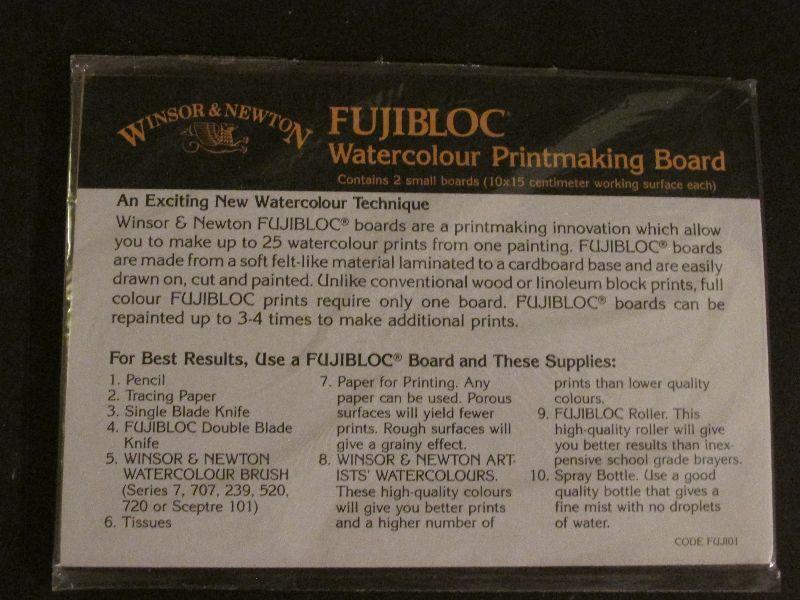 WINSOR & NEWTON
FUJIBLOC
Watercolour Printmaking Board
Contains 2 small boards (10x15 centimeter working surface each)
An Exciting New Watercolour Technique
Winsor & Newton FUJIBLOC® boards are a printmaking innovation which allow
you to make up to 25 watercolour prints from one painting. FUJIBLOC® boards
are made from a soft felt-like material laminated to a cardboard base and are easily
drawn on, cut and painted. Unlike conventional wood or linoleum block prints, full
colour FUJIBLOC prints require only one board. FUJIBLOC® boards can be
repainted up to 3-4 times to make additional prints.
For Best Results, Use a FUJIBLOC® Board and These Supplies:
1. Pencil
2. Tracing Paper
3. Single Blade Knife
4. FUJIBLOC Double Blade
Knife
5. WINSOR & NEWTON
WATERCOLOUR BRUSH
(Series 7, 707, 239, 520,
720 or Sceptre 101)
6. Tissues
7. Paper for Printing. Any
paper can be used. Porous
surfaces will yield fewer
prints. Rough surfaces will
give a grainy effect.
8. WINSOR & NEWTON ART-
ISTS' WATERCOLOURS.
These high-quality colours
will give you better prints
and a higher number of
prints than lower quality
colours.
9. FUJIBLOC Roller. This
high-quality roller will give
you better results than inex-
pensive school grade brayers.
10. Spray Bottle. Use a good
quality bottle that gives a
fine mist with no droplets
of water.
CODE FUJI01